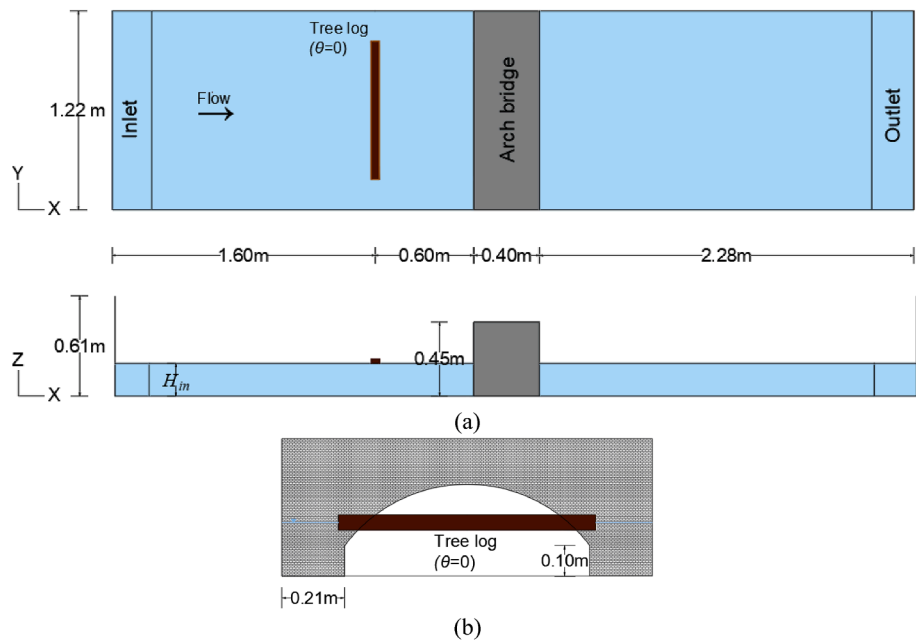 Tree log
(θ=0)
Flow
1.22 m
Inlet
Arch bridge
Outlet
Y
X
1.60m
0.60m
0.40m
2.28m
0.61m
Z
X
H_in
0.45m
(a)
Tree log
(θ=0)
0.10m
0.21m
(b)